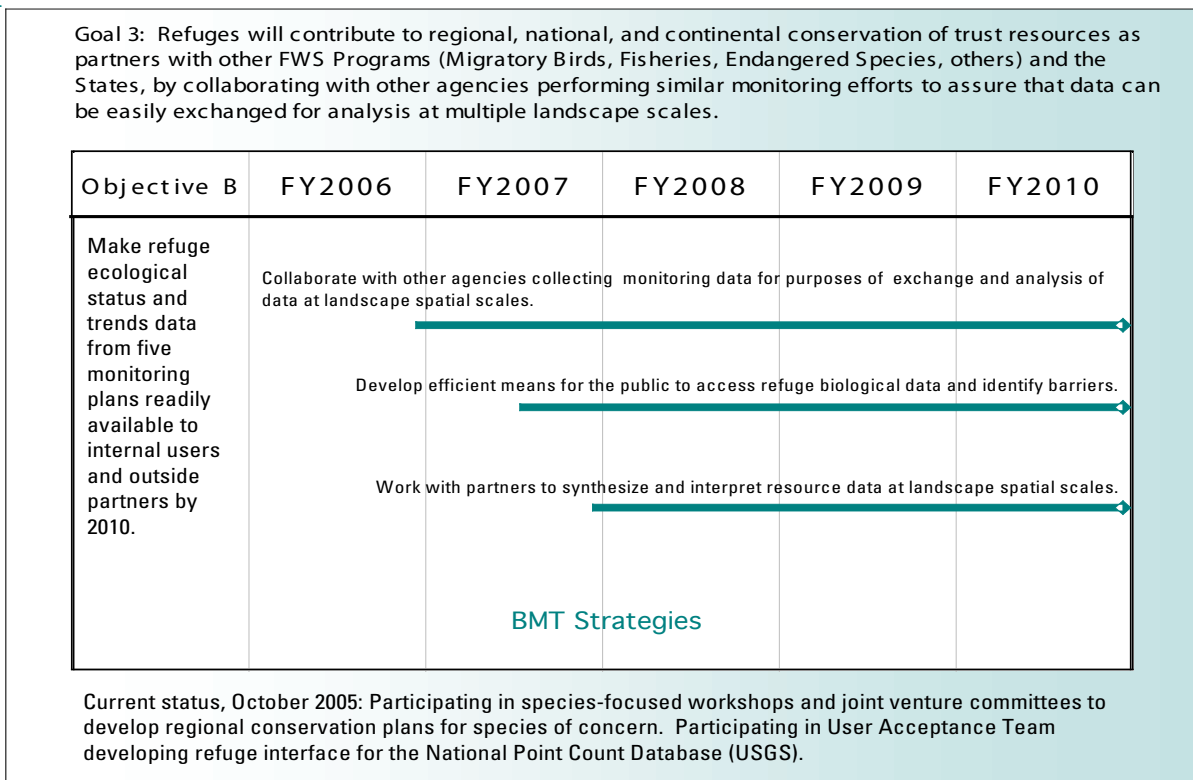 Goal 3: Refuges will contribute to regional, national, and continental conservation of trust resources as
partners with other FWS Programs (Migratory Birds, Fisheries, Endangered Species, others) and the
States, by collaborating with other agencies performing similar monitoring efforts to assure that data can
be easily exchanged for analysis at multiple landscape scales.
Objective B FY2006 FY2007 FY2008 FY2009 FY2010
Make refuge
ecological
status and
trends data
from five
monitoring
plans readily
available to
internal users
and outside
partners by
2010.
Collaborate with other agencies collecting monitoring data for purposes of exchange and analysis of
data at landscape spatial scales.
Develop efficient means for the public to access refuge biological data and identify barriers.
Work with partners to synthesize and interpret resource data at landscape spatial scales.
BMT Strategies
Current status, October 2005: Participating in species-focused workshops and joint venture committees to
develop regional conservation plans for species of concern. Participating in User Acceptance Team
developing refuge interface for the National Point Count Database (USGS).